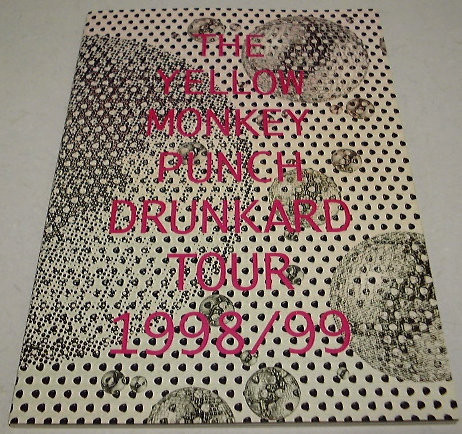 THE
YELLOW
MONKEY
PUNCH
DRUNKARD
TOUR
1998/99